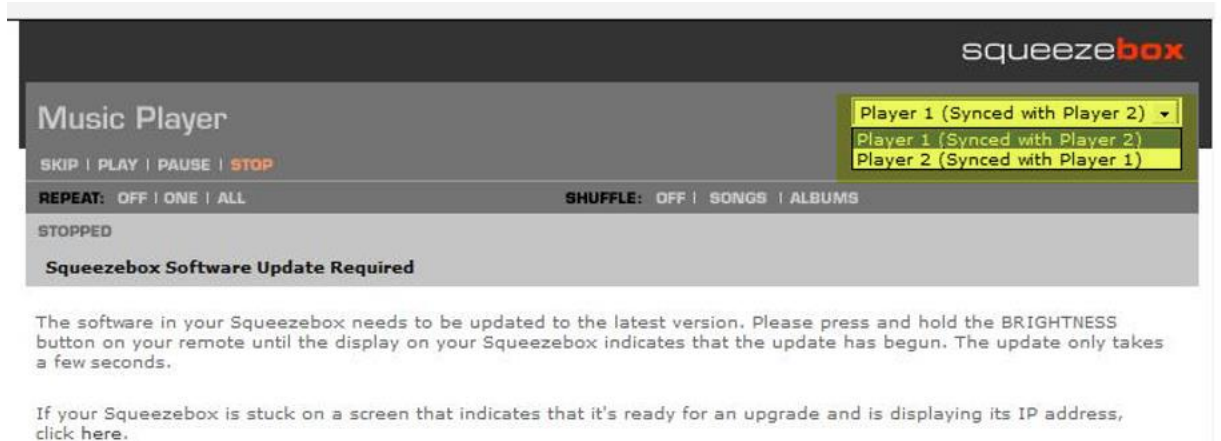 squeezebox
Music Player
Player 1 (Synced with Player 2)
Player 1 (Synced with Player 2)
Player 2 (Synced with Player 1)
SKIP | PLAY | PAUSE | STOP
REPEAT: OFF | ONE | ALL
SHUFFLE: OFF | SONGS | ALBUMS
STOPPED
Squeezebox Software Update Required
The software in your Squeezebox needs to be updated to the latest version. Please press and hold the BRIGHTNESS
button on your remote until the display on your Squeezebox indicates that the update has begun. The update only takes
a few seconds.
If your Squeezebox is stuck on a screen that indicates that it's ready for an upgrade and is displaying its IP address,
click here.